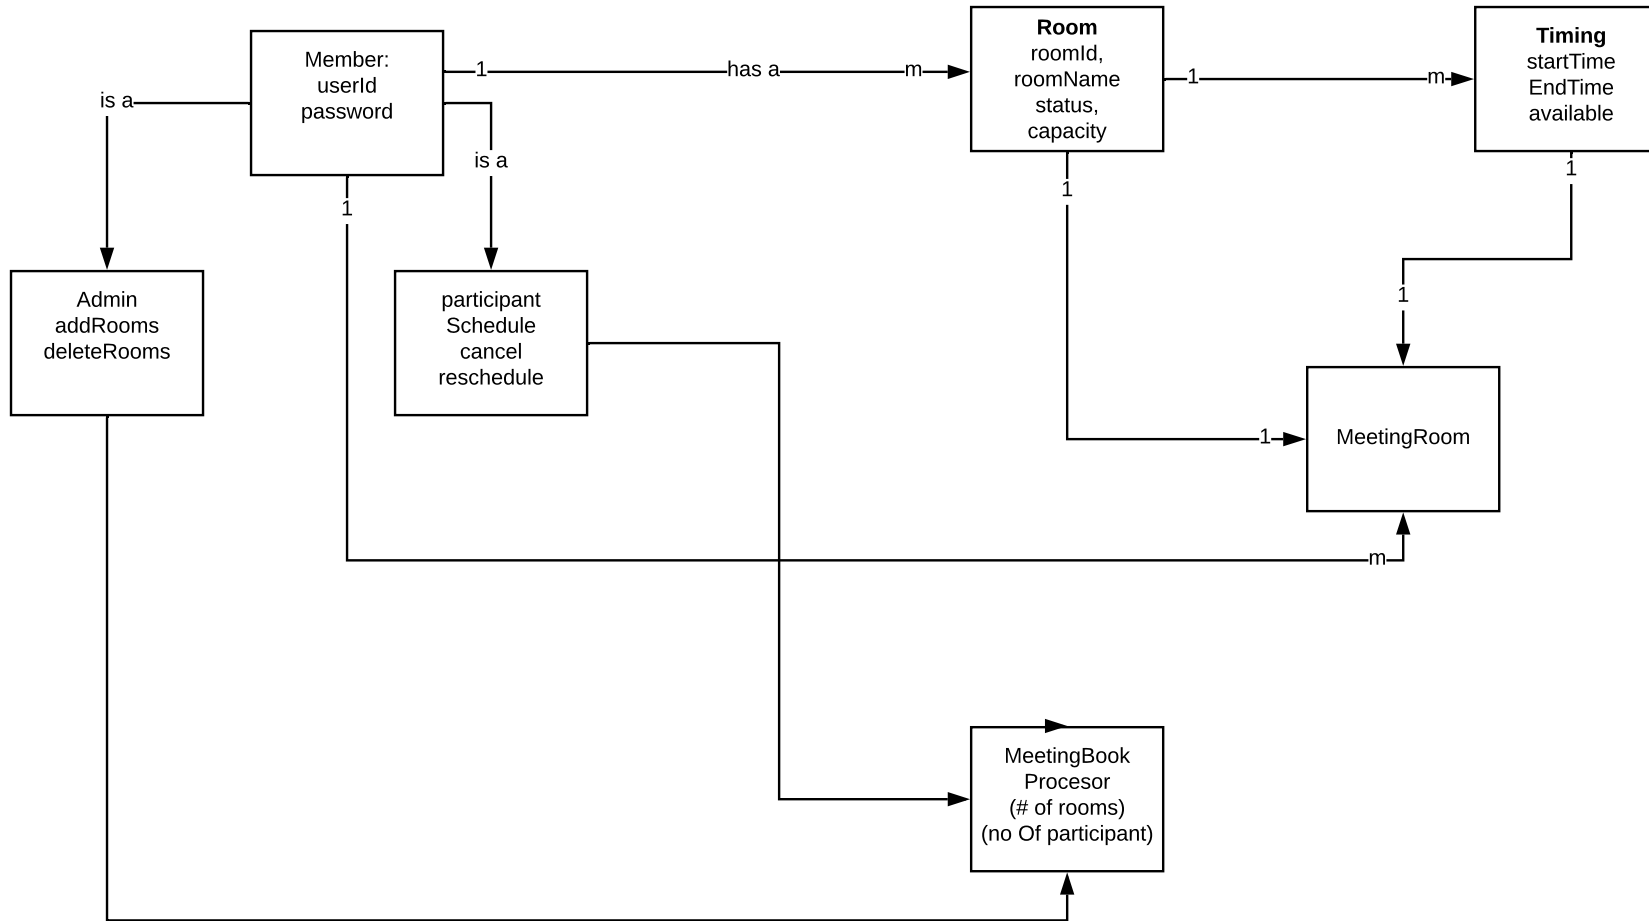 Member:
userId
password
1
has a
m
Room
roomId,
roomName
status,
capacity
1
m
Timing
startTime
EndTime
available
is a
is a
1
1
1
1
Admin
addRooms
deleteRooms
participant
Schedule
cancel
reschedule
1
MeetingRoom
m
MeetingBook
Procesor
(# of rooms)
(no Of participant)